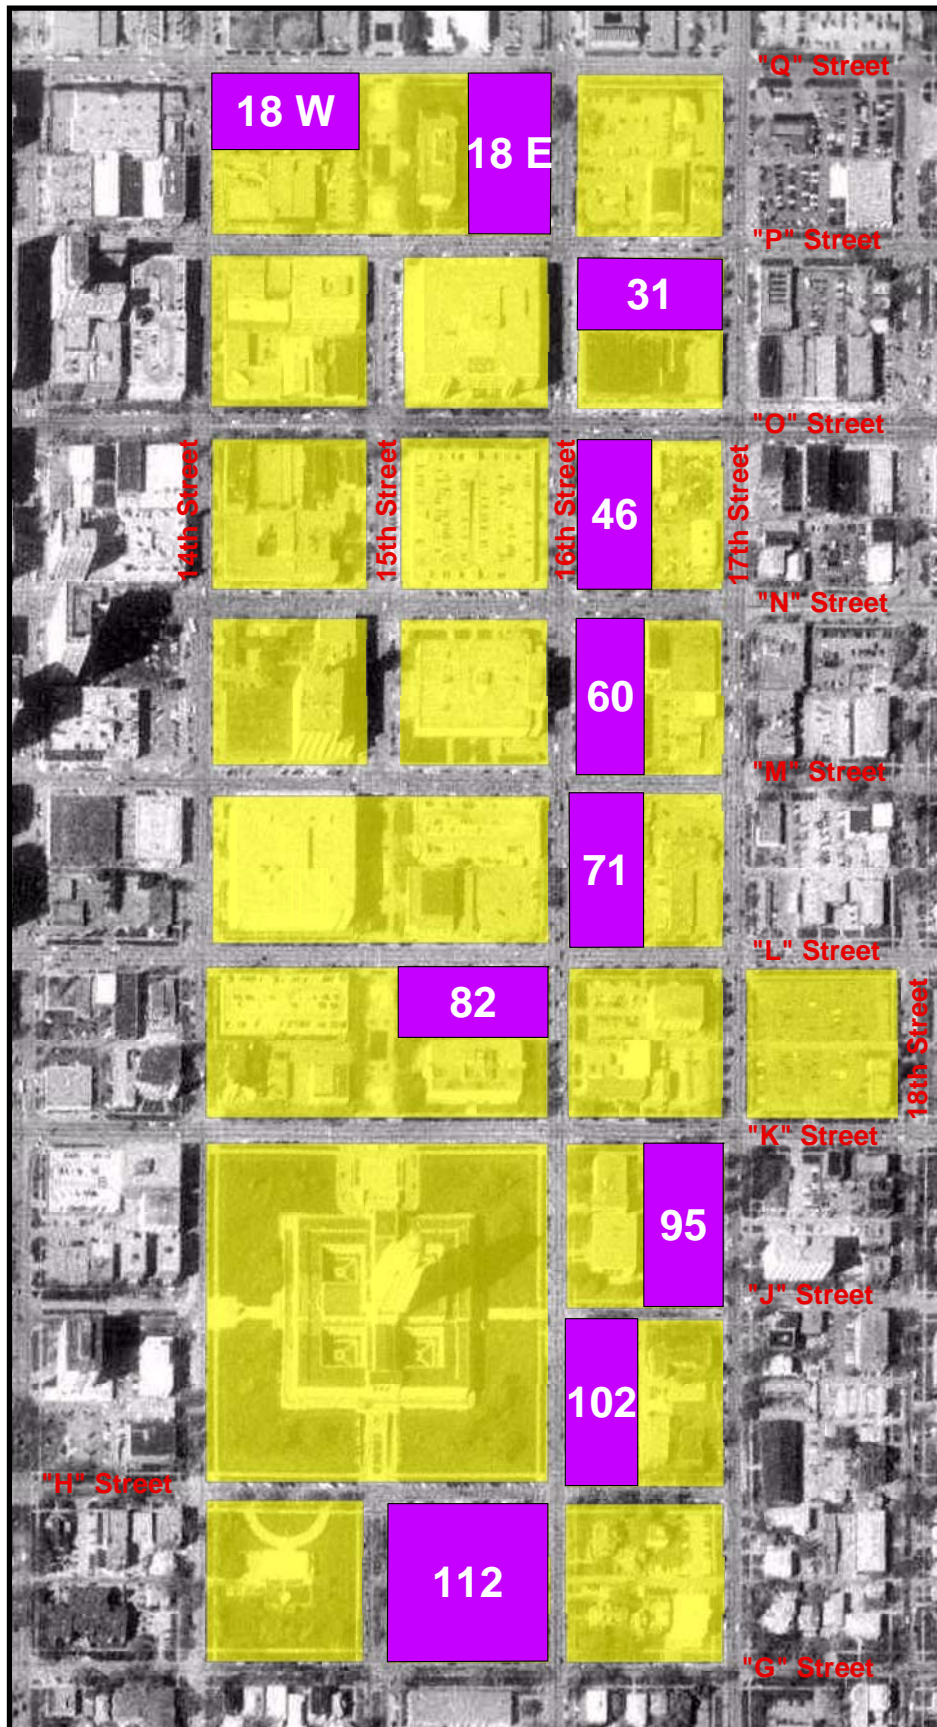 "Q" Street
18 W
18 E
"P" Street
31
"O" Street
14th Street
15th Street
16th Street
46
17th Street
"N" Street
60
"M" Street
71
"L" Street
82
18th Street
"K" Street
95
"J" Street
102
"H" Street
112
"G" Street